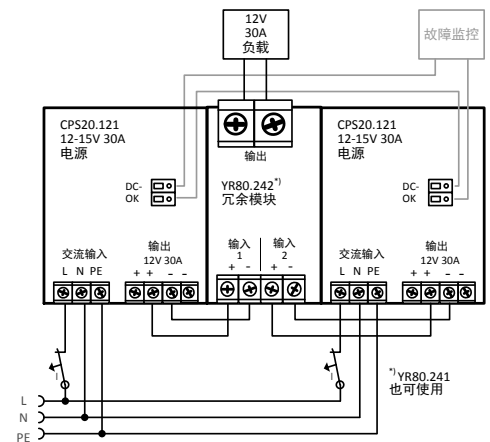 12V
30A
负载
故障监控
CPS20.121
12-15V 30A
电源
DC-
OK
交流输入
L N PE
输出
12V 30A
+ + - -
输出
YR80.242*)
冗余模块
输入
1
+ -
输入
2
+ -
CPS20.121
12-15V 30A
电源
DC-
OK
交流输入
L N PE
输出
12V 30A
+ + - -
I
I
*)YR80.241
也可使用
L
N
PE